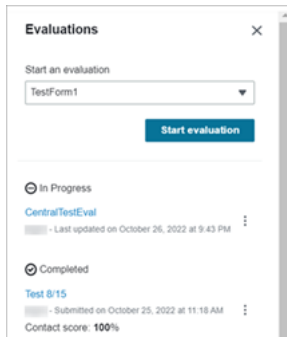 Evaluations
Start an evaluation
TestForm1
Start evaluation
In Progress
CentralTestEval
- Last updated on October 26, 2022 at 9:43 PM
Completed
Test 8/15
- Submitted on October 25, 2022 at 11:18 AM
Contact score: 100%